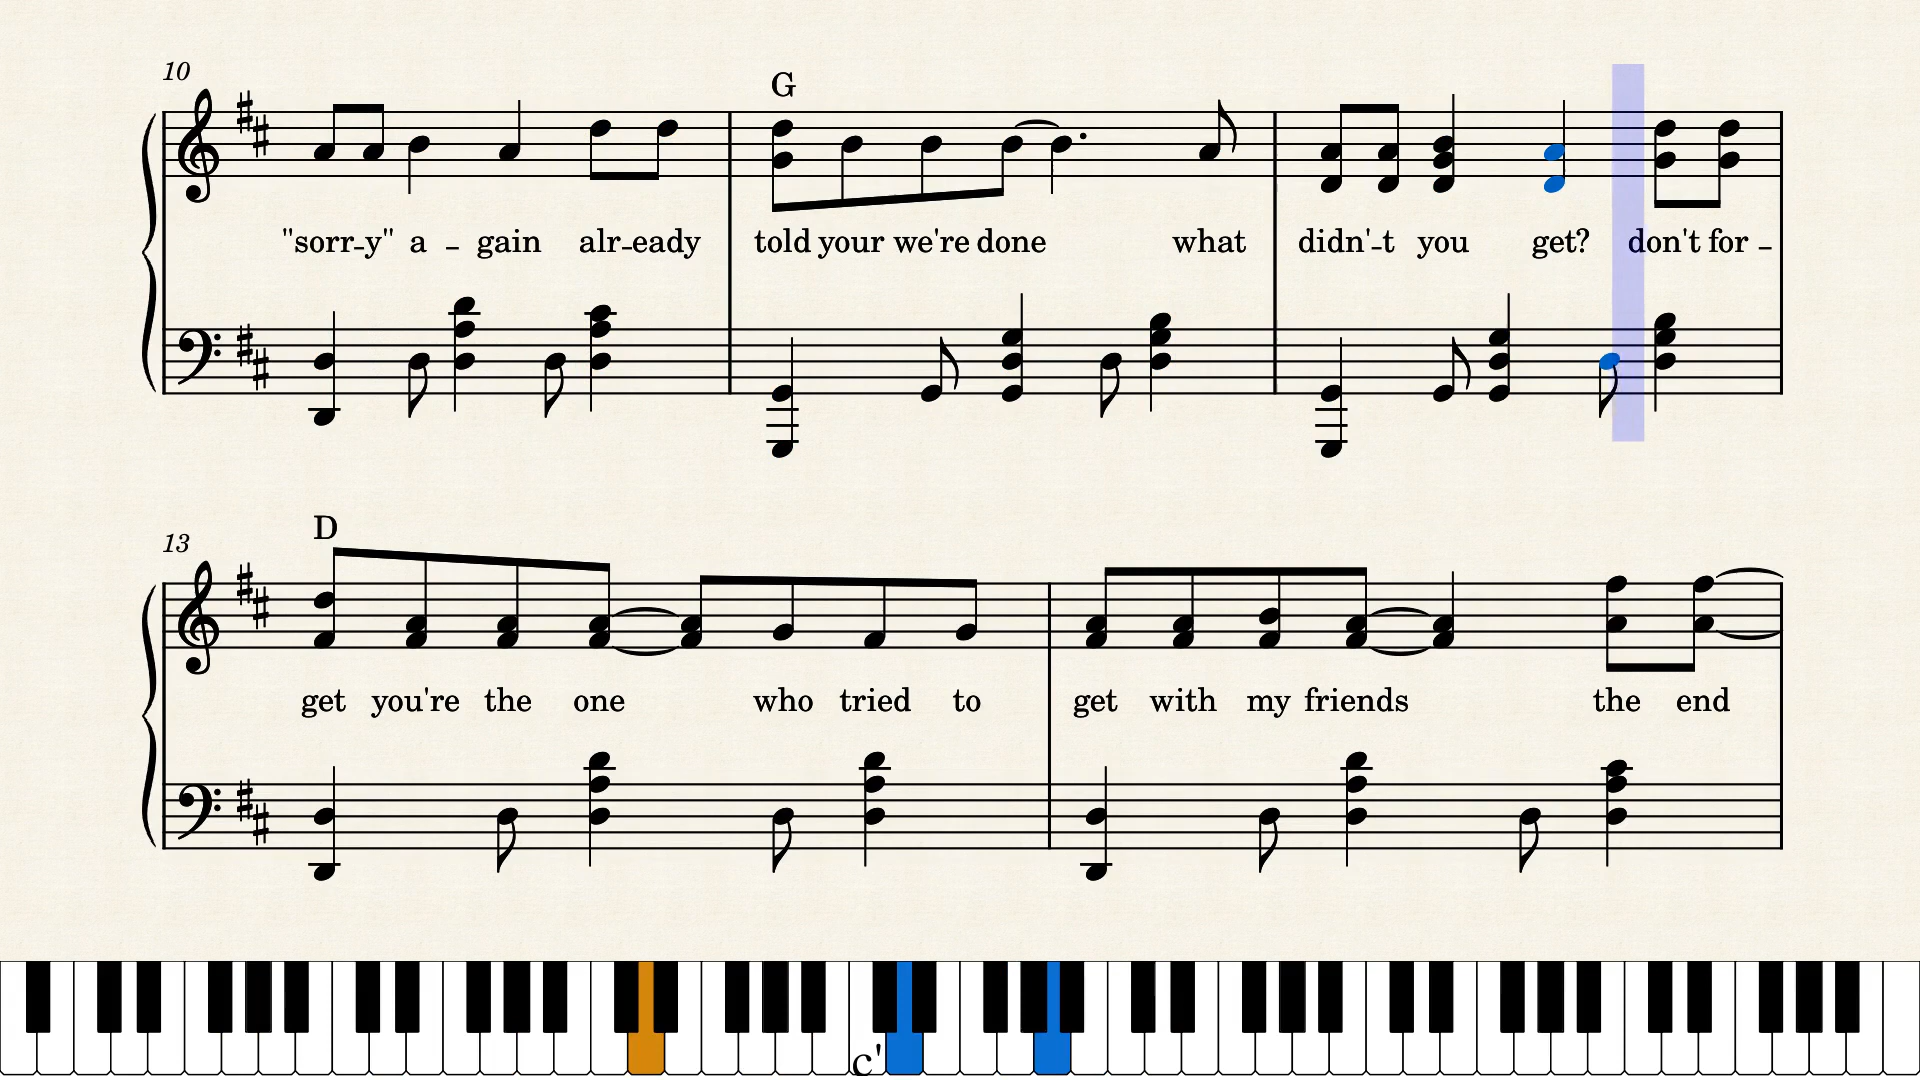 10
G
"sorr-y" a - gain alr-eady told your we're done what didn'-t you get? don't for -
13
D
get you're the one who tried to get with my friends the end
c'